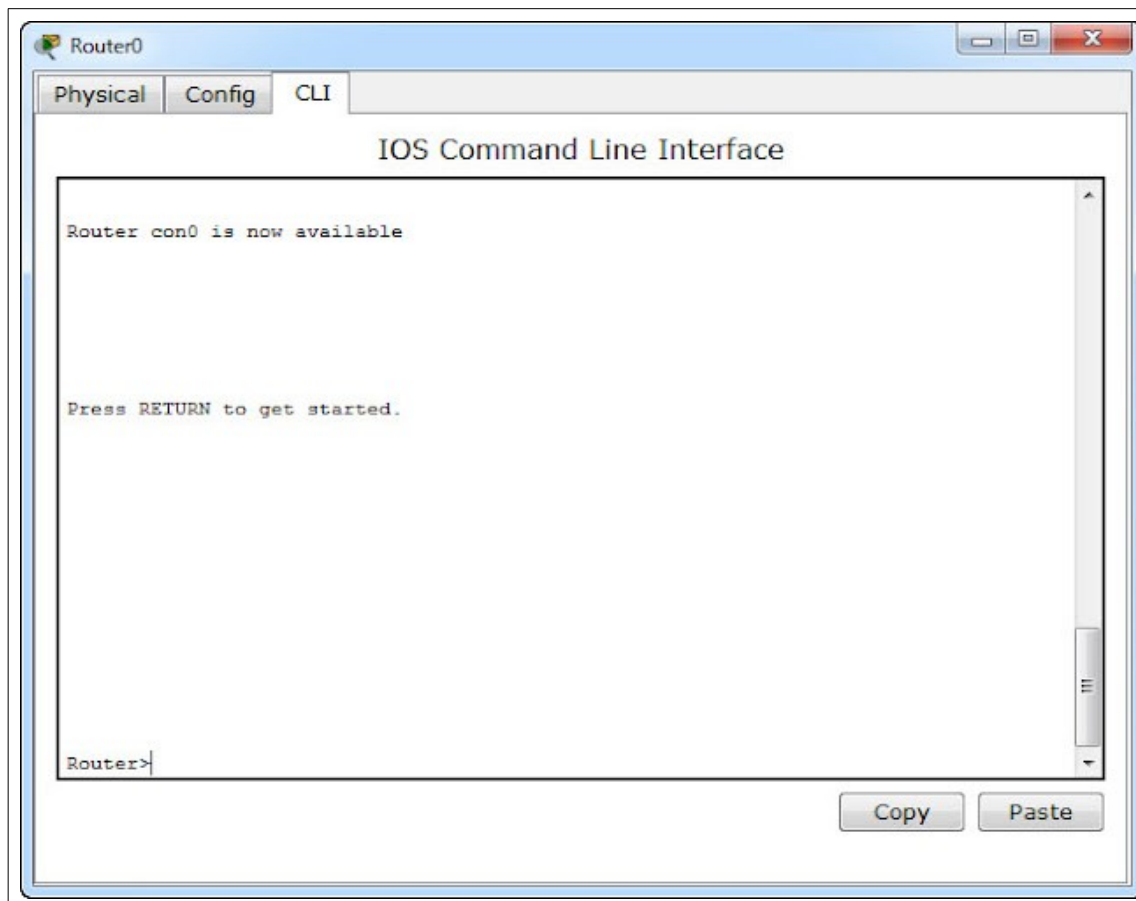 Router0
Physical Config CLI
IOS Command Line Interface
Router con0 is now available
Press RETURN to get started.
Router>
Copy Paste